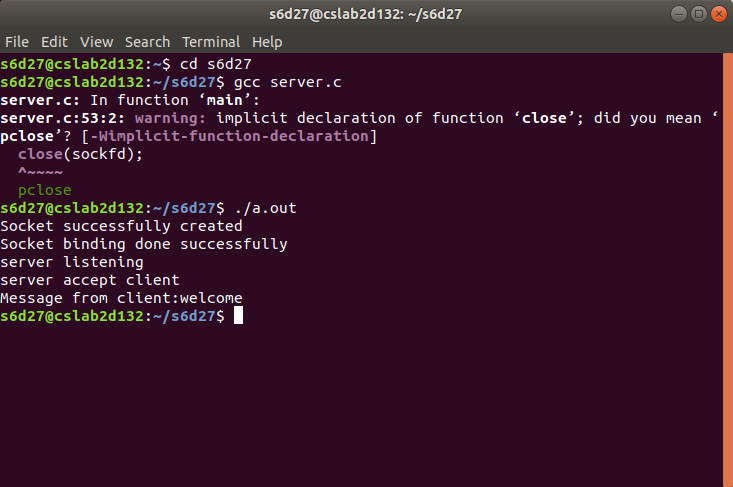 s6d27@cslab2d132: ~/s6d27
File Edit View Search Terminal Help
s6d27@cslab2d132:~$ cd s6d27
s6d27@cslab2d132:~/s6d27$ gcc server.c
server.c: In function ‘main’:
server.c:53:2: warning: implicit declaration of function ‘close’; did you mean ‘
pclose’? [-Wimplicit-function-declaration]
  close(sockfd);
  ^~~~~
  pclose
s6d27@cslab2d132:~/s6d27$ ./a.out
Socket successfully created
Socket binding done successfully
server listening
server accept client
Message from client:welcome
s6d27@cslab2d132:~/s6d27$